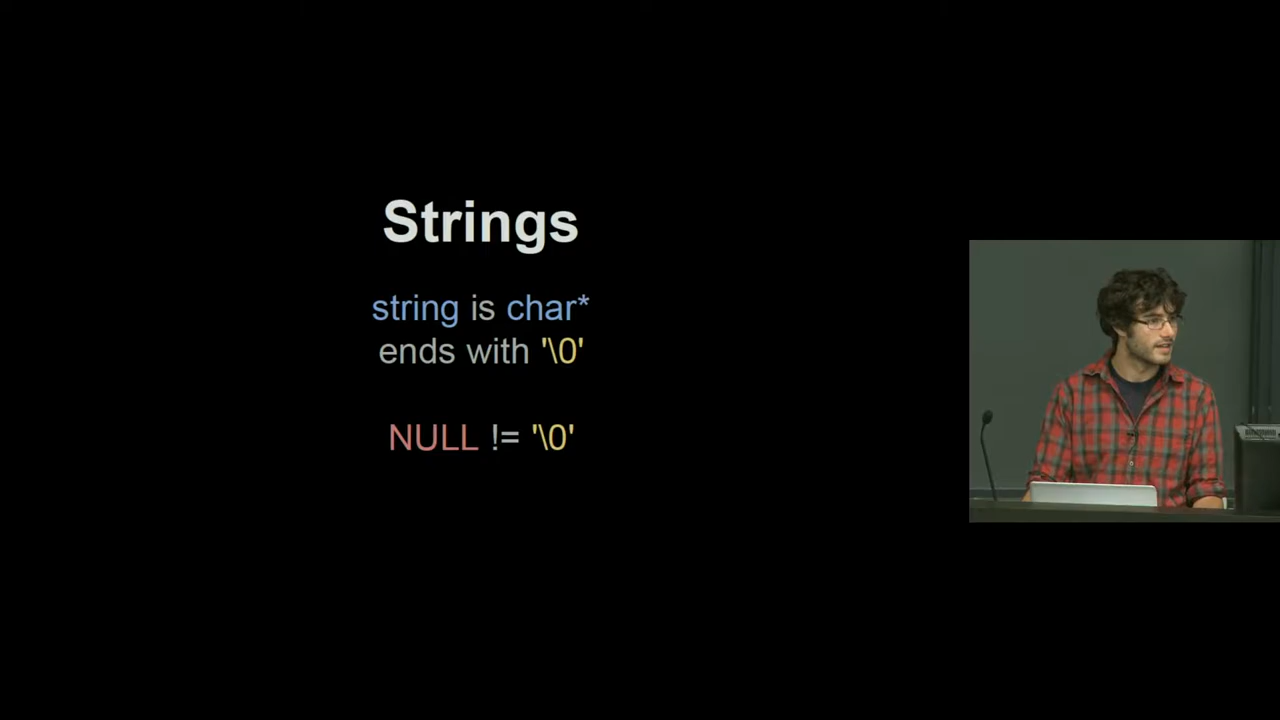 Strings
string is char*
ends with '\0'
NULL != '\0'